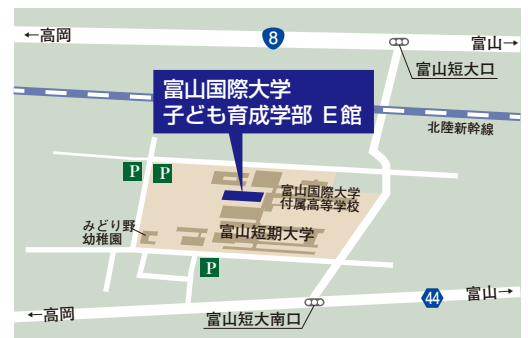 ←高岡
8
富山→
富山短大口
富山国際大学
子ども育成学部 E館
北陸新幹線
P
P
富山国際大学
付属高等学校
みどり野
幼稚園
富山短期大学
P
44
富山→
←高岡
富山短大南口